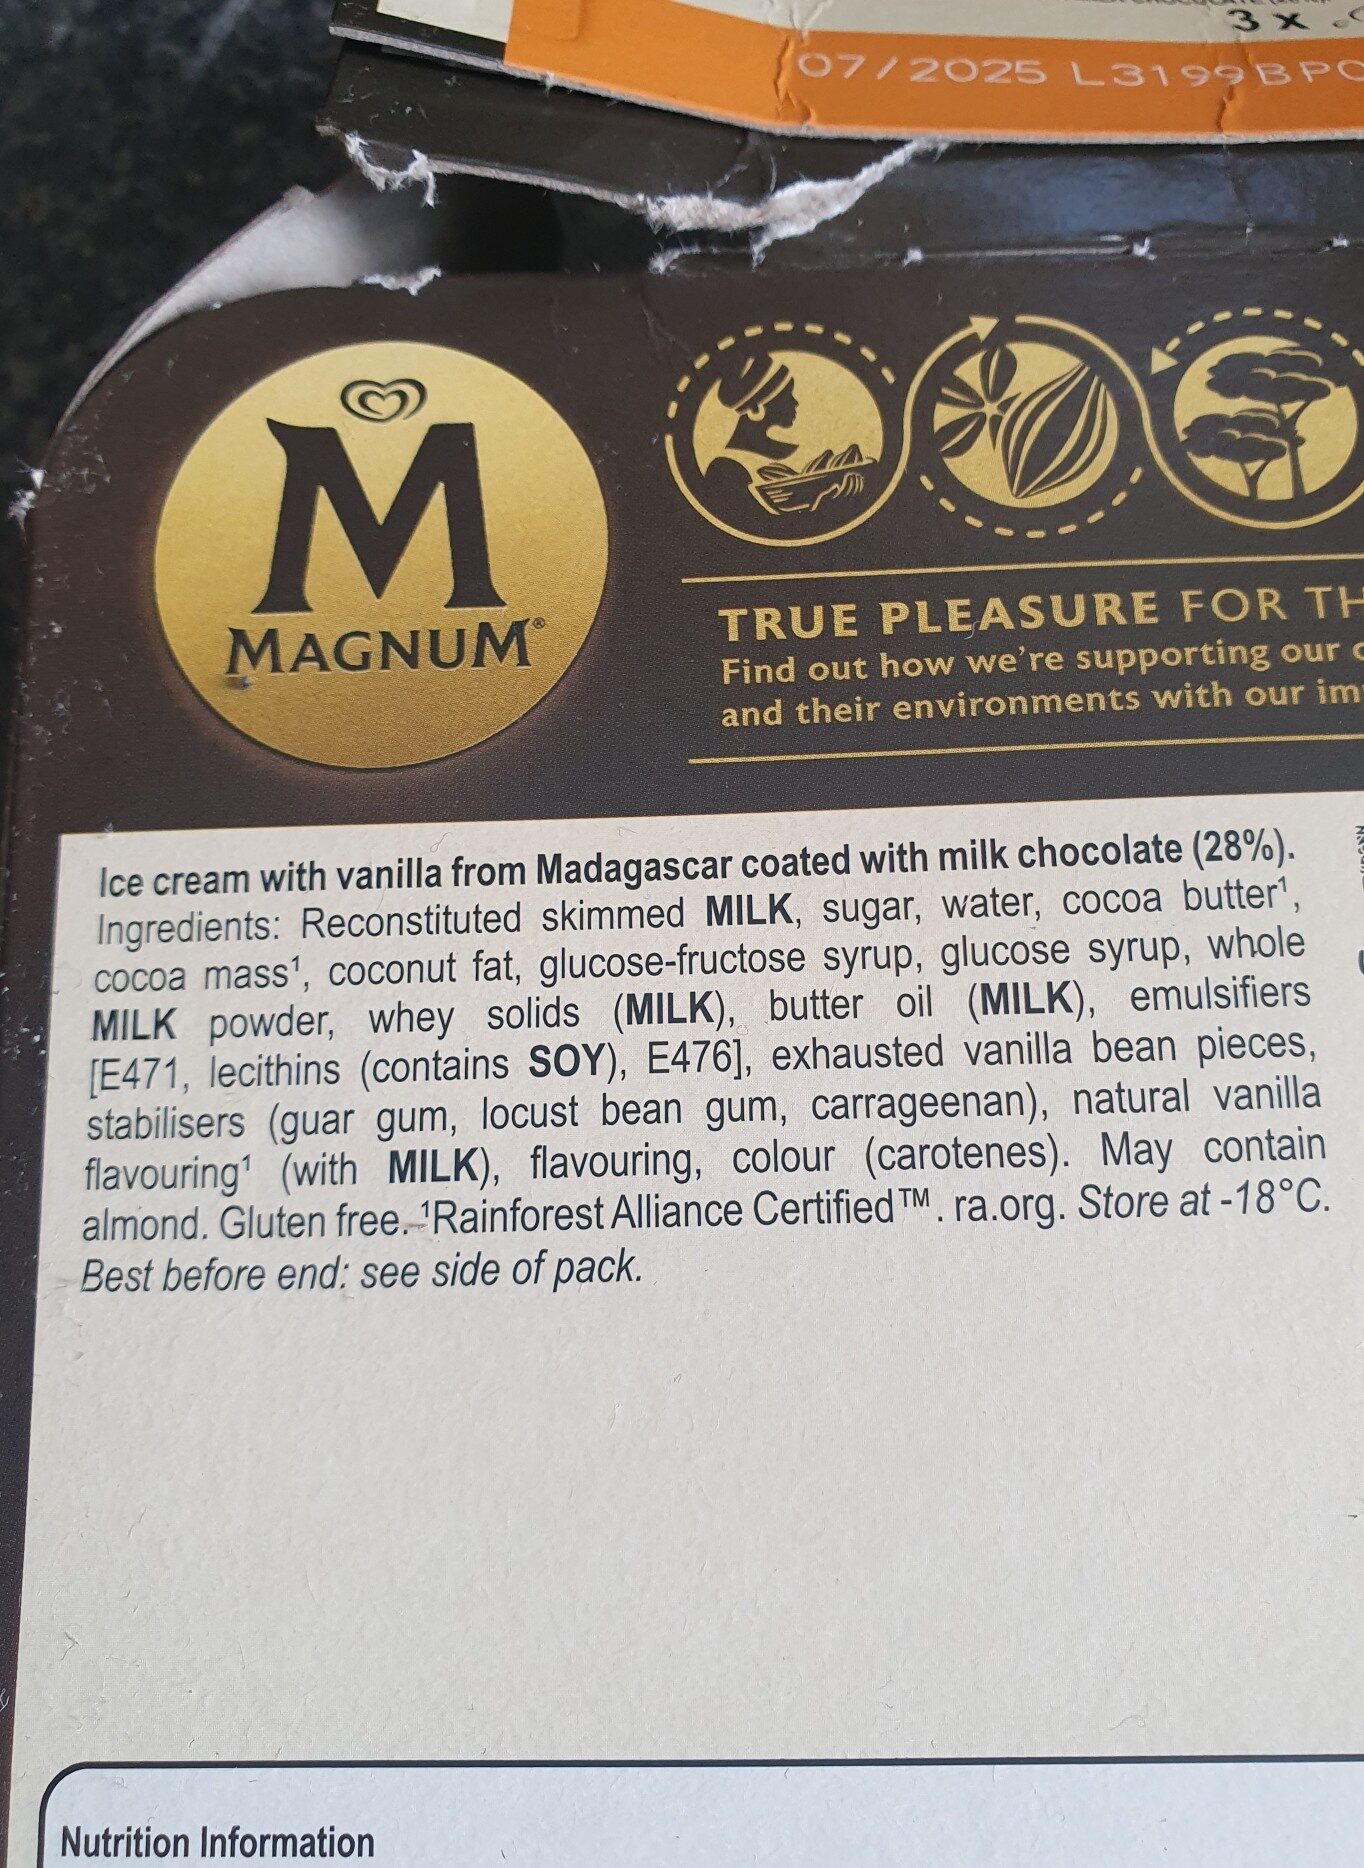 3 x
07/2025 L3199BPO
M
MAGNUM®
TRUE PLEASURE FOR
Find out how we're supporting our
and their environments with our
Ice cream with vanilla from Madagascar coated with milk chocolate (28%).
Ingredients: Reconstituted skimmed MILK, sugar, water, cocoa butter¹,
cocoa mass¹, coconut fat, glucose-fructose syrup, glucose syrup, whole
MILK powder, whey solids (MILK), butter oil (MILK), emulsifiers
[E471, lecithins (contains SOY), E476], exhausted vanilla bean pieces,
stabilisers (guar gum, locust bean gum, carrageenan), natural vanilla
flavouring¹ (with MILK), flavouring, colour (carotenes). May contain
almond. Gluten free. ¹Rainforest Alliance Certified™. ra.org. Store at -18°C.
Best before end: see side of pack.
Nutrition Information